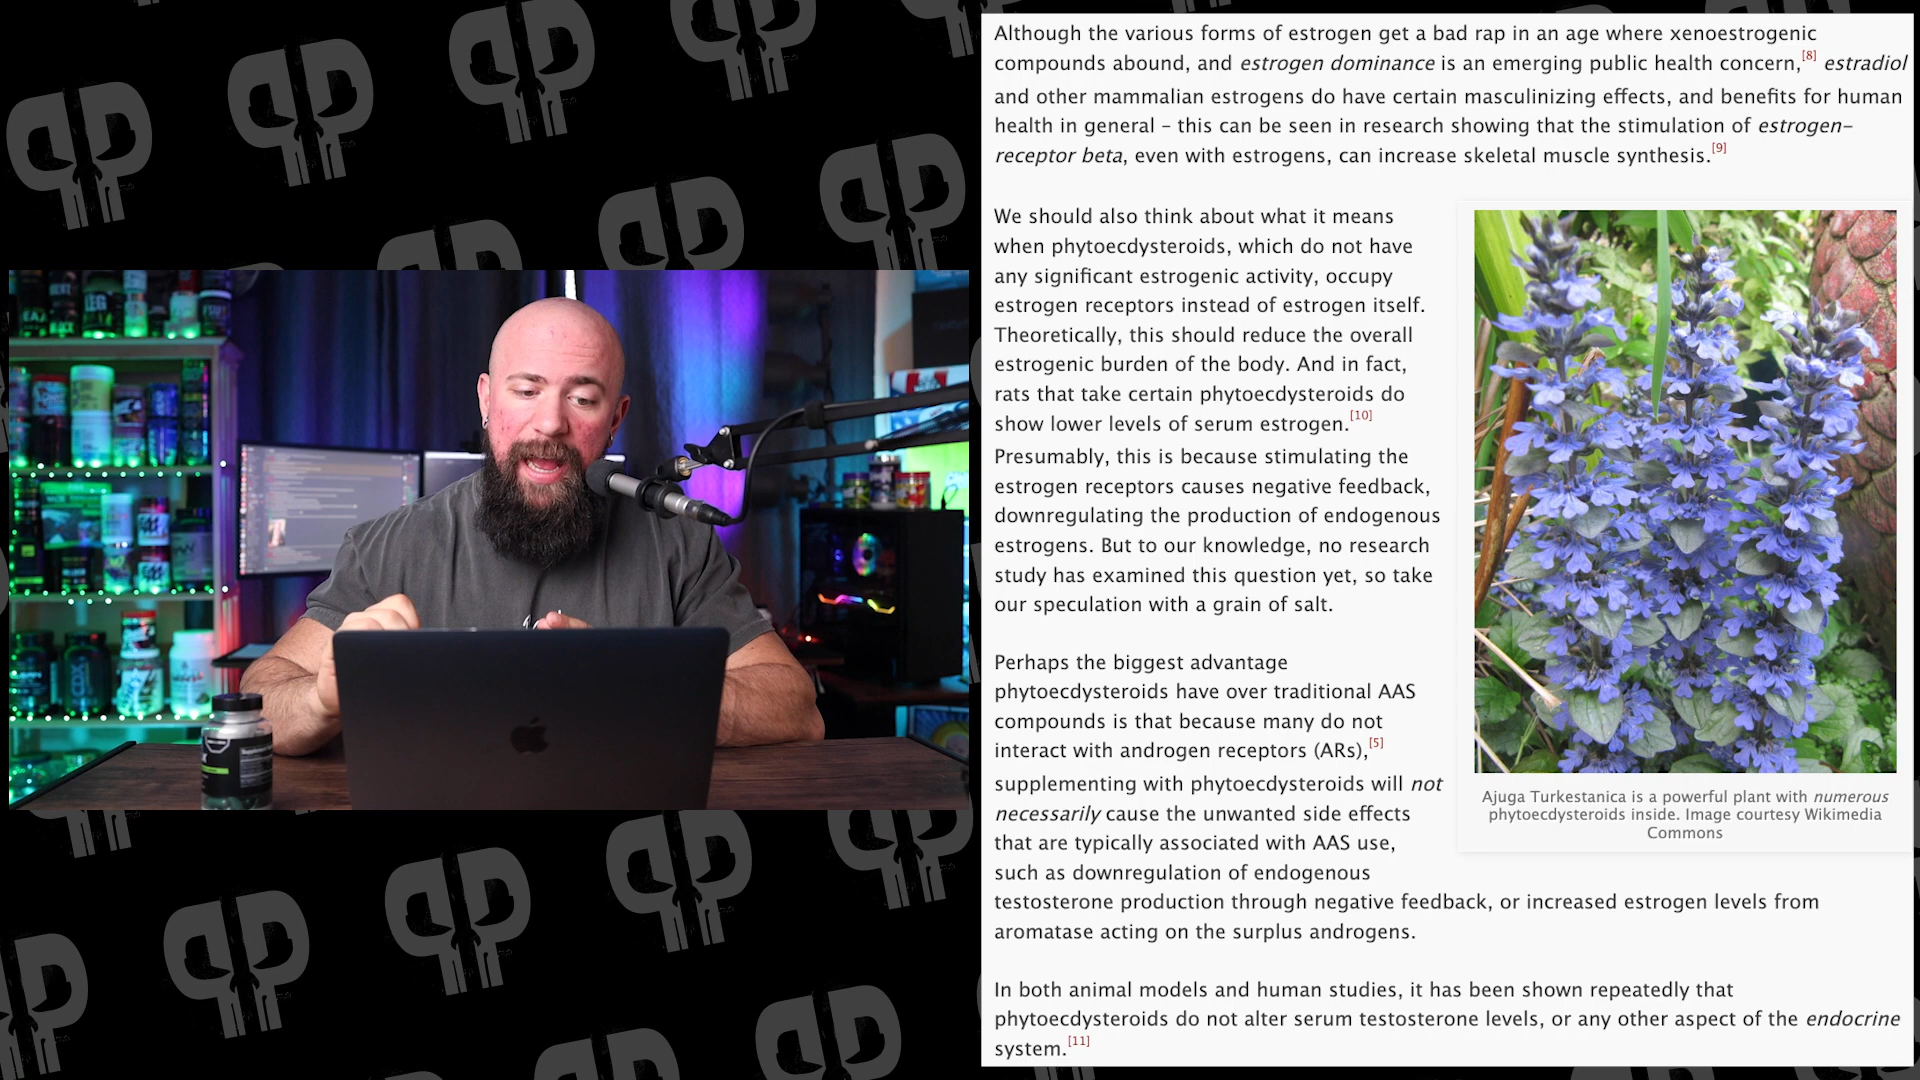 Although the various forms of estrogen get a bad rap in an age where xenoestrogenic
compounds abound, and estrogen dominance is an emerging public health concern,[8] estradiol
and other mammalian estrogens do have certain masculinizing effects, and benefits for human
health in general – this can be seen in research showing that the stimulation of estrogen-
receptor beta, even with estrogens, can increase skeletal muscle synthesis.[9]
We should also think about what it means
when phytoecdysteroids, which do not have
any significant estrogenic activity, occupy
estrogen receptors instead of estrogen itself.
Theoretically, this should reduce the overall
estrogenic burden of the body. And in fact,
rats that take certain phytoecdysteroids do
show lower levels of serum estrogen.[10]
Presumably, this is because stimulating the
estrogen receptors causes negative feedback,
downregulating the production of endogenous
estrogens. But to our knowledge, no research
study has examined this question yet, so take
our speculation with a grain of salt.
Perhaps the biggest advantage
phytoecdysteroids have over traditional AAS
compounds is that because many do not
interact with androgen receptors (ARs),[5]
supplementing with phytoecdysteroids will not
necessarily cause the unwanted side effects
that are typically associated with AAS use,
such as downregulation of endogenous
testosterone production through negative feedback, or increased estrogen levels from
aromatase acting on the surplus androgens.
In both animal models and human studies, it has been shown repeatedly that
phytoecdysteroids do not alter serum testosterone levels, or any other aspect of the endocrine
system.[11]
Ajuga Turkestanica is a powerful plant with numerous
phytoecdysteroids inside. Image courtesy Wikimedia
Commons
LEG